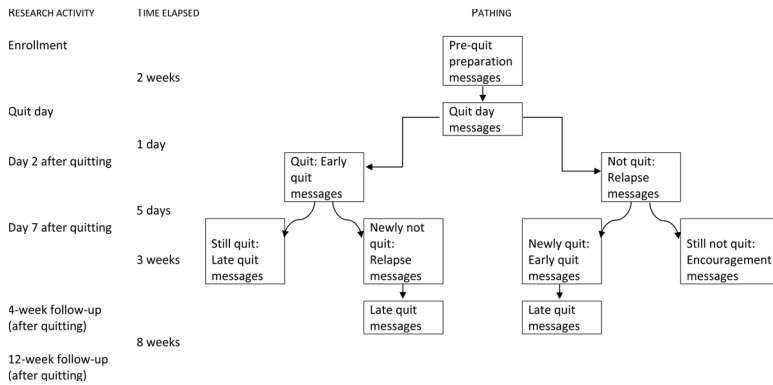 RESEARCH ACTIVITY
TIME ELAPSED
PATHING
Enrollment
Pre-quit
preparation
messages
2 weeks
Quit day
Quit day
messages
1 day
Day 2 after quitting
Quit: Early
quit
messages
Not quit:
Relapse
messages
5 days
Day 7 after quitting
Still quit:
Late quit
messages
Newly not
quit:
Relapse
messages
Newly quit:
Early quit
messages
Still not quit:
Encouragement
messages
3 weeks
4-week follow-up
(after quitting)
Late quit
messages
Late quit
messages
8 weeks
12-week follow-up
(after quitting)